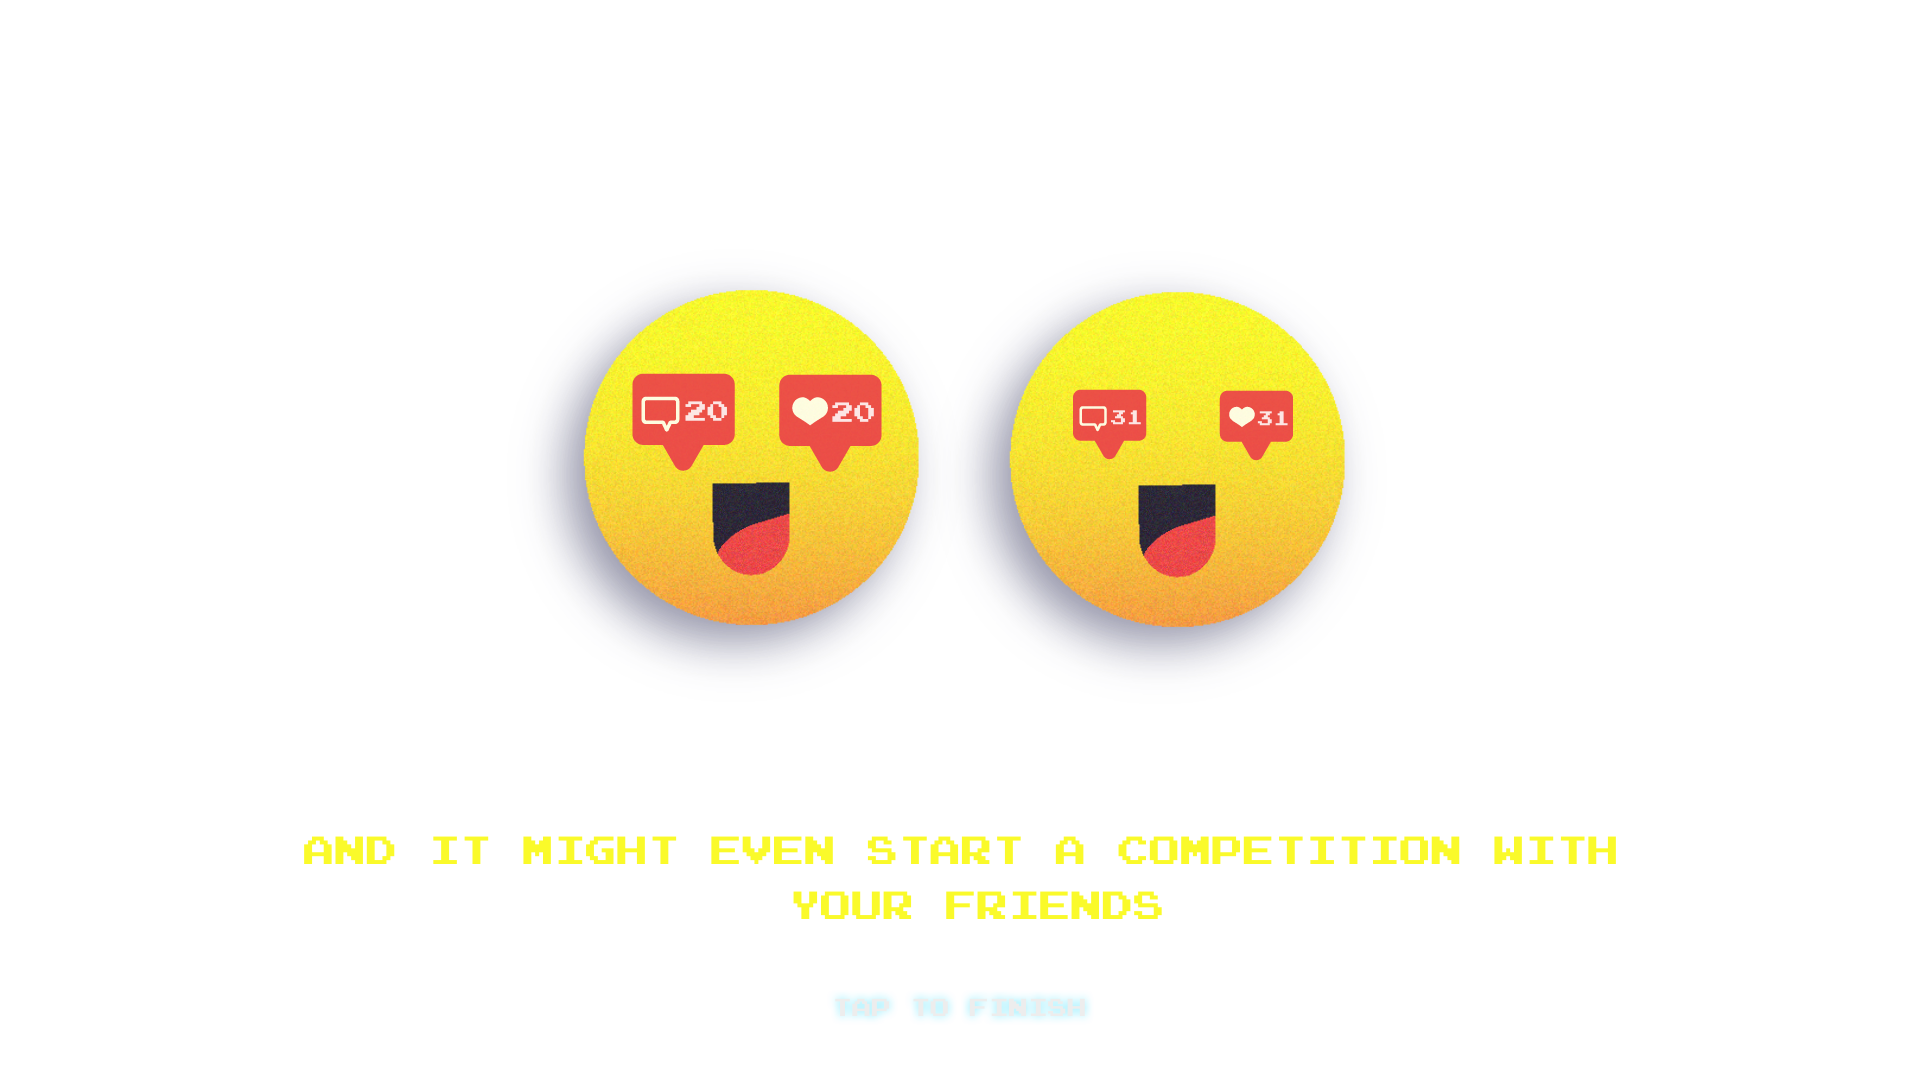 20 20 31 31
AND IT MIGHT EVEN START A COMPETITION WITH
YOUR FRIENDS
TAP TO FINISH